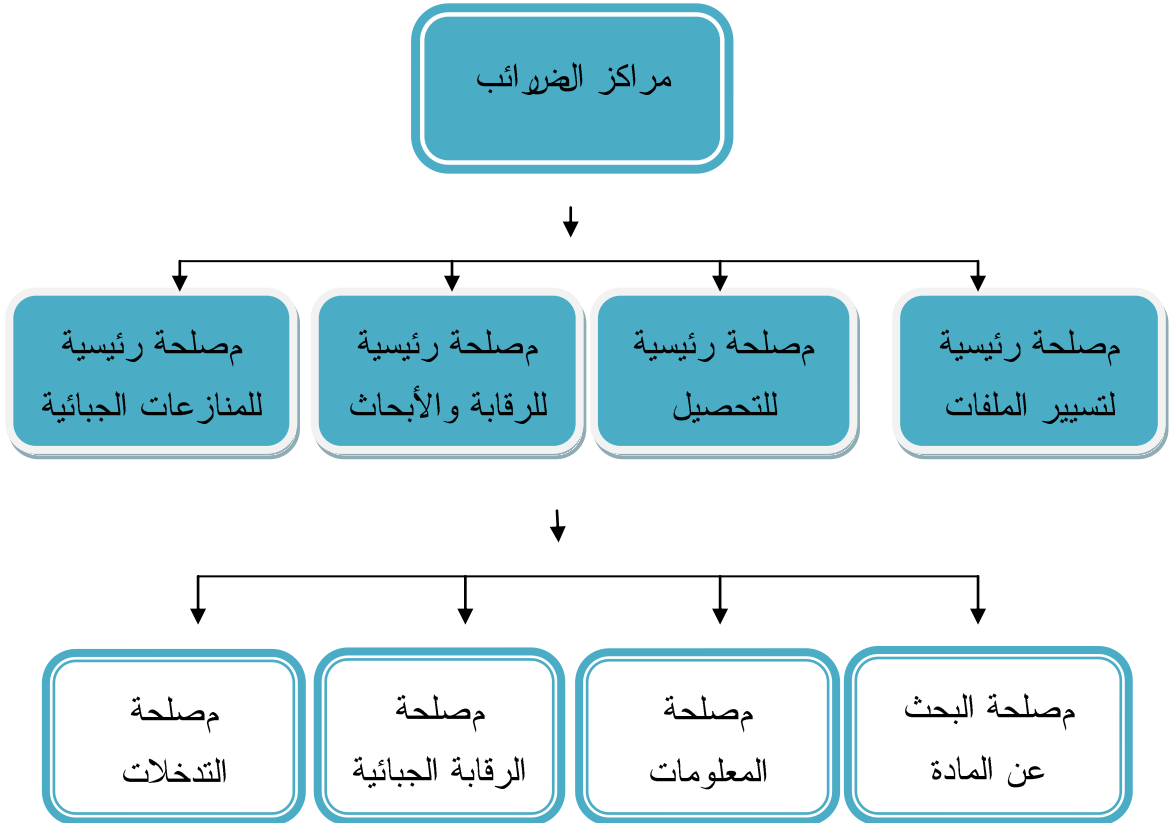 مراكز الضرائب
مصلحة رئيسية
لتسيير الملفات
مصلحة رئيسية
للتحصيل
مصلحة رئيسية
للرقابة والأبحاث
مصلحة رئيسية
للمنازعات الجبائية
مصلحة البحث
عن المادة
مصلحة
المعلومات
مصلحة
الرقابة الجبائية
مصلحة
التدخلات